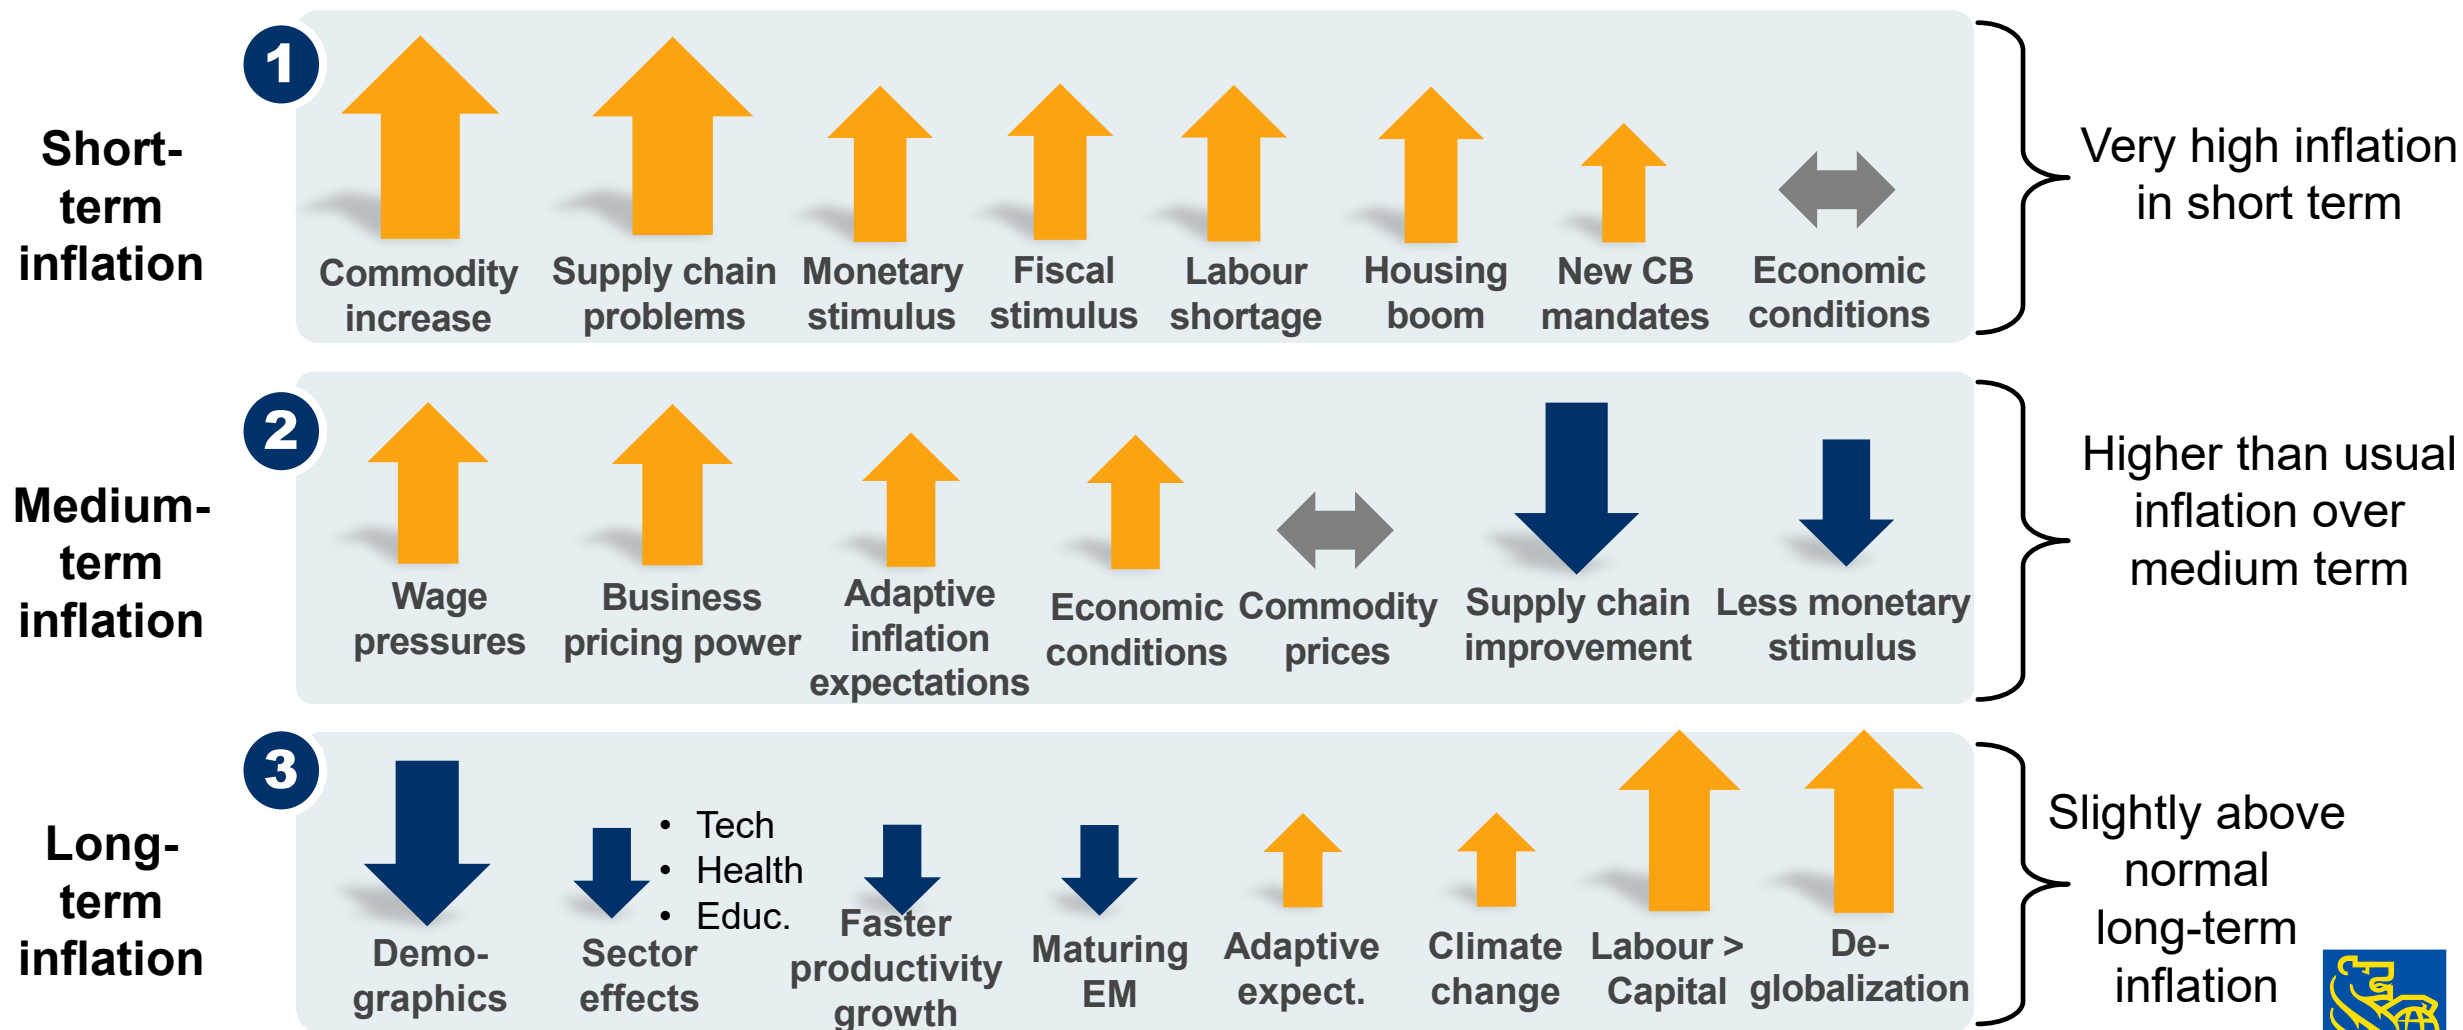 1
Short-
term
inflation
Commodity
increase
Supply chain
problems
Monetary
stimulus
Fiscal
stimulus
Labour
shortage
Housing
boom
New CB
mandates
Economic
conditions
Very high inflation
in short term
2
Medium-
term
inflation
Wage
pressures
Business
pricing power
Adaptive
inflation
expectations
Economic
conditions
Commodity
prices
Supply chain
improvement
Less monetary
stimulus
Higher than usual
inflation over
medium term
3
Long-
term
inflation
Demo-
graphics
Sector
effects
• Tech
• Health
• Educ.
Faster
productivity
growth
Maturing
EM
Adaptive
expect.
Climate
change
Labour >
Capital
De-
globalization
Slightly above
normal
long-term
inflation